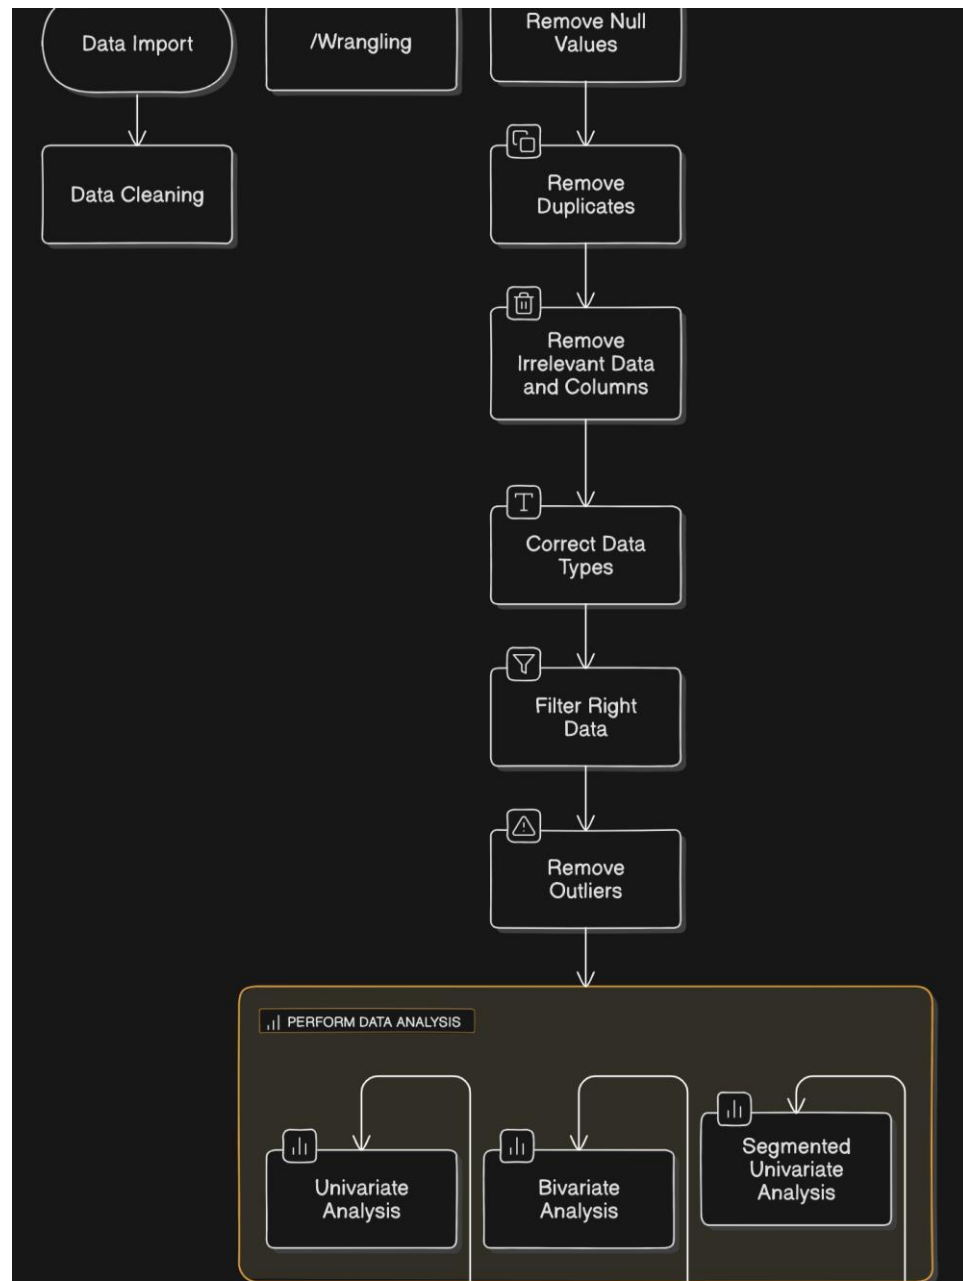 Data Import
/Wrangling
Remove Null
Values
Data Cleaning
Remove
Duplicates
Remove
Irrelevant Data
and Columns
Correct Data
Types
Filter Right
Data
Remove
Outliers
PERFORM DATA ANALYSIS
Univariate
Analysis
Bivariate
Analysis
Segmented
Univariate
Analysis